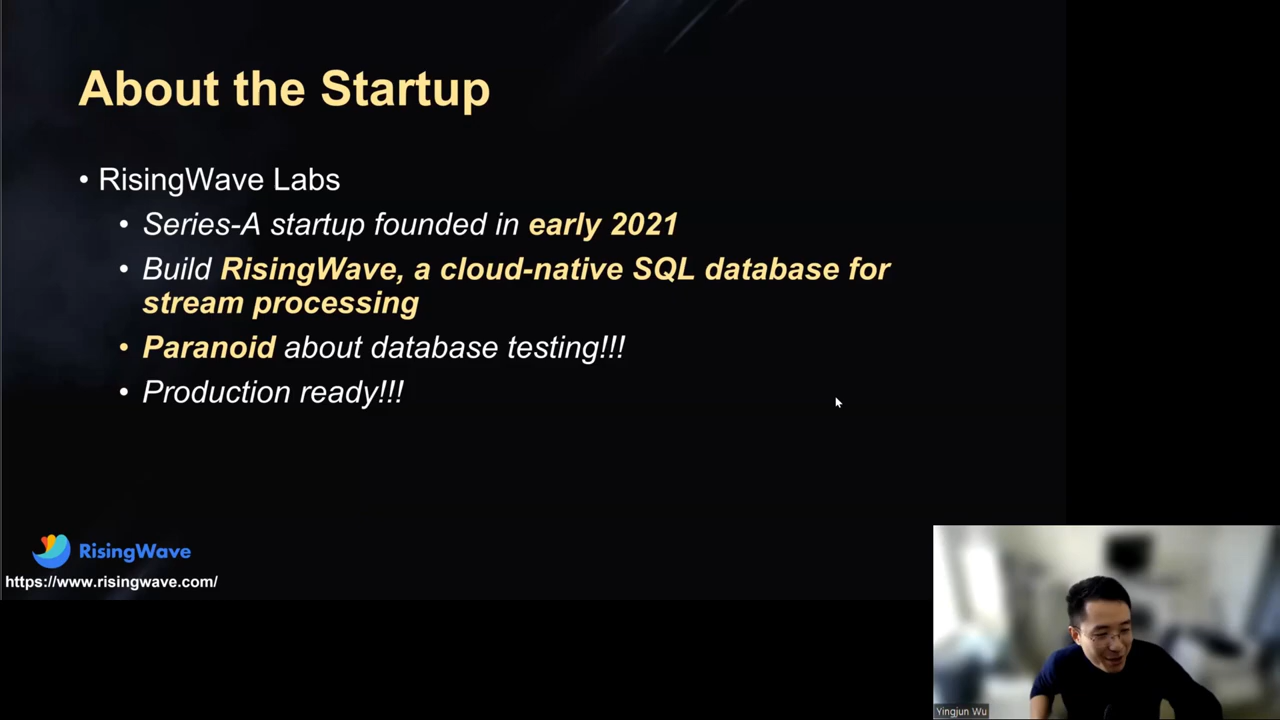 About the Startup
• RisingWave Labs
• Series-A startup founded in early 2021
• Build RisingWave, a cloud-native SQL database for
stream processing
• Paranoid about database testing!!!
• Production ready!!!
RisingWave
https://www.risingwave.com/
Yingjun Wu